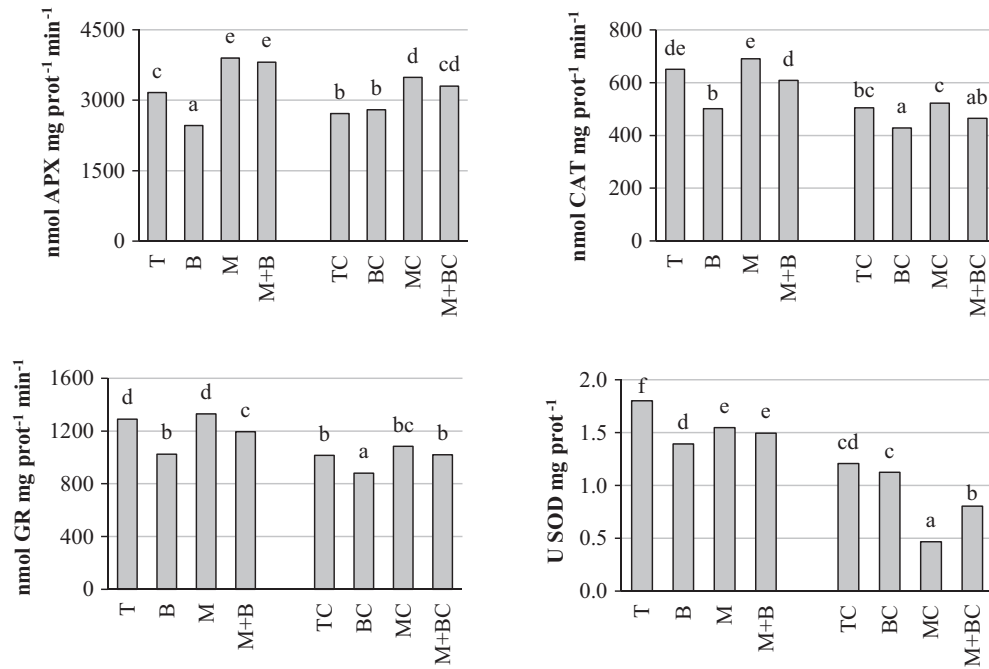 nmol APX mg prot⁻¹ min⁻¹
4500
3000
1500
0
c a e e b b d cd
T B M M+B TC BC MC M+BC
nmol CAT mg prot⁻¹ min⁻¹
800
600
400
200
0
de b e d bc a c ab
T B M M+B TC BC MC M+BC
nmol GR mg prot⁻¹ min⁻¹
1600
1200
800
400
0
d b d c b a bc b
T B M M+B TC BC MC M+BC
U SOD mg prot⁻¹
2.0
1.5
1.0
0.5
0.0
f d e e cd c a b
T B M M+B TC BC MC M+BC